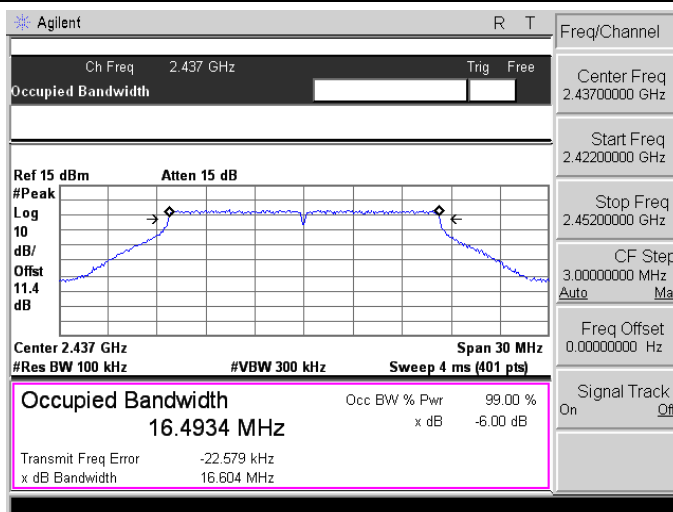 Agilent R T
Ch Freq 2.437 GHz Trig Free
Occupied Bandwidth
Ref 15 dBm Atten 15 dB
#Peak
Log
10
dB/
Offst
11.4
dB
Center 2.437 GHz Span 30 MHz
#Res BW 100 kHz #VBW 300 kHz Sweep 4 ms (401 pts)
Occupied Bandwidth
16.4934 MHz
Occ BW % Pwr 99.00 %
x dB -6.00 dB
Transmit Freq Error -22.579 kHz
x dB Bandwidth 16.604 MHz
Freq/Channel
Center Freq
2.43700000 GHz
Start Freq
2.42200000 GHz
Stop Freq
2.45200000 GHz
CF Step
3.00000000 MHz
Auto Ma
Freq Offset
0.00000000 Hz
Signal Track
On Off